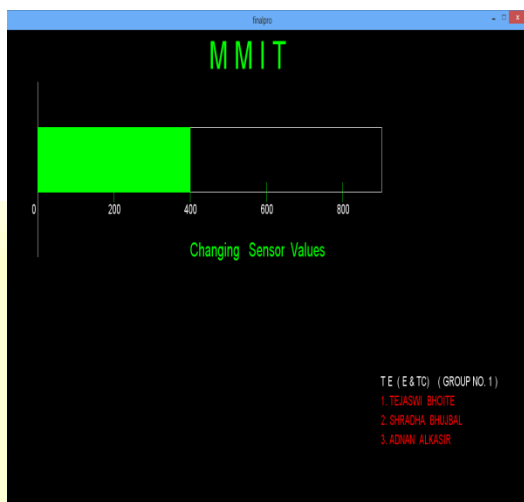 finalpro
M M I T
0 200 400 600 800
Changing Sensor Values
T E ( E & TC) ( GROUP NO. 1 )
1. TEJASWI BHOITE
2. SHRADHA BHUJBAL
3. ADNAN ALKASIR